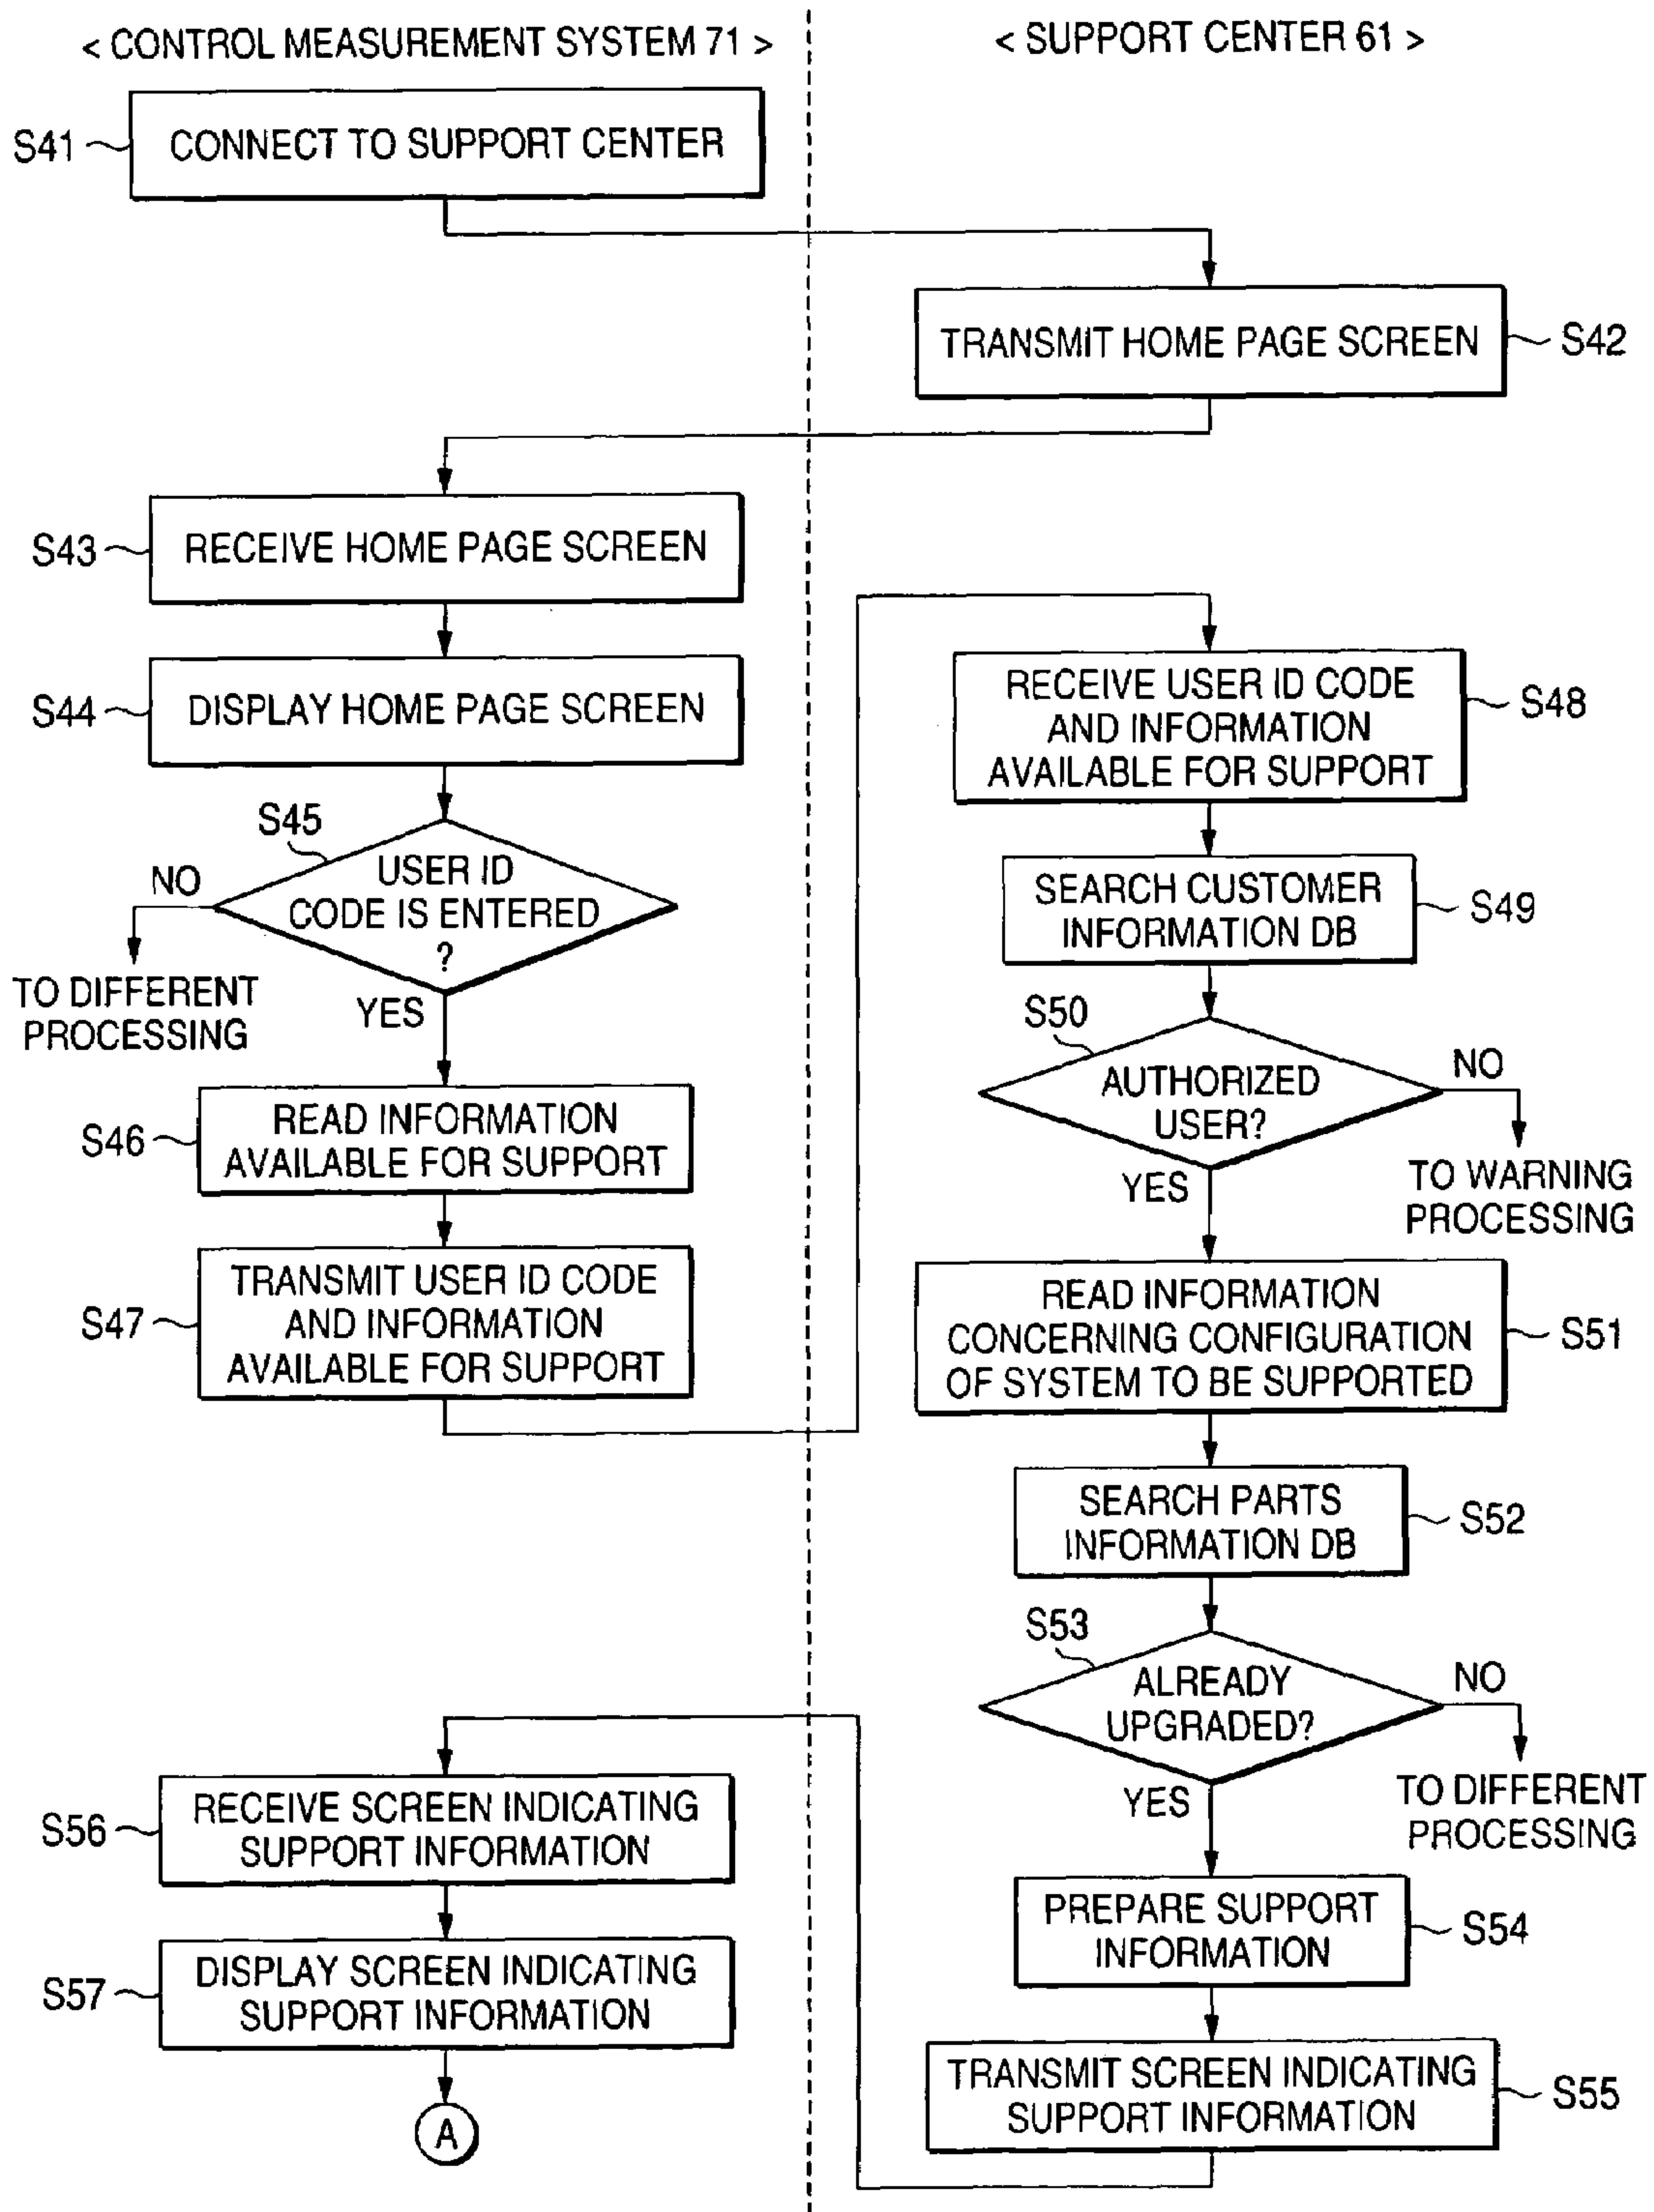 < CONTROL MEASUREMENT SYSTEM 71 >
< SUPPORT CENTER 61 >
S41
CONNECT TO SUPPORT CENTER
TRANSMIT HOME PAGE SCREEN
S42
S43
RECEIVE HOME PAGE SCREEN
S44
DISPLAY HOME PAGE SCREEN
S45
USER ID
CODE IS ENTERED
?
NO
TO DIFFERENT
PROCESSING
YES
S46
READ INFORMATION
AVAILABLE FOR SUPPORT
S47
TRANSMIT USER ID CODE
AND INFORMATION
AVAILABLE FOR SUPPORT
RECEIVE USER ID CODE
AND INFORMATION
AVAILABLE FOR SUPPORT
S48
SEARCH CUSTOMER
INFORMATION DB
S49
S50
AUTHORIZED
USER?
NO
TO WARNING
PROCESSING
YES
READ INFORMATION
CONCERNING CONFIGURATION
OF SYSTEM TO BE SUPPORTED
S51
SEARCH PARTS
INFORMATION DB
S52
S53
ALREADY
UPGRADED?
NO
TO DIFFERENT
PROCESSING
YES
PREPARE SUPPORT
INFORMATION
S54
TRANSMIT SCREEN INDICATING
SUPPORT INFORMATION
S55
S56
RECEIVE SCREEN INDICATING
SUPPORT INFORMATION
S57
DISPLAY SCREEN INDICATING
SUPPORT INFORMATION
A